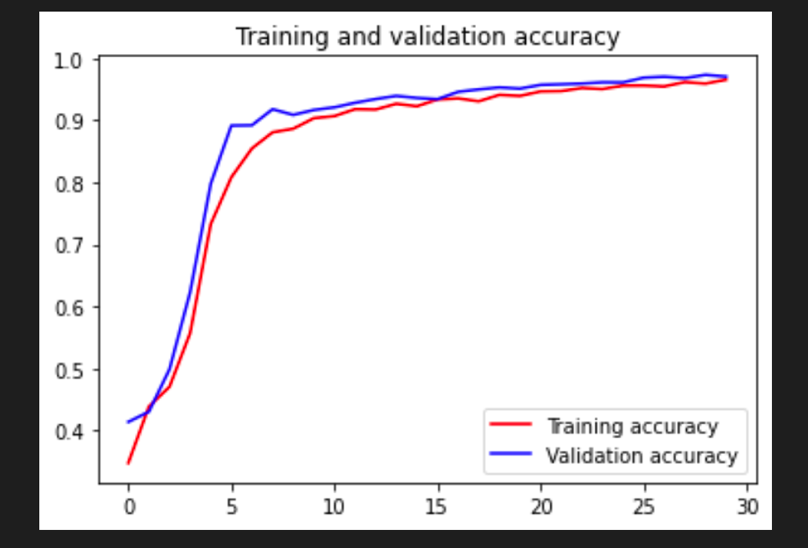 Training and validation accuracy
1.0
0.9
0.8
0.7
0.6
0.5
0.4
Training accuracy
Validation accuracy
0 5 10 15 20 25 30